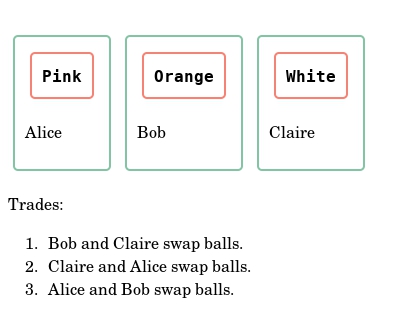 Pink Orange White
Alice Bob Claire
Trades:
1. Bob and Claire swap balls.
2. Claire and Alice swap balls.
3. Alice and Bob swap balls.